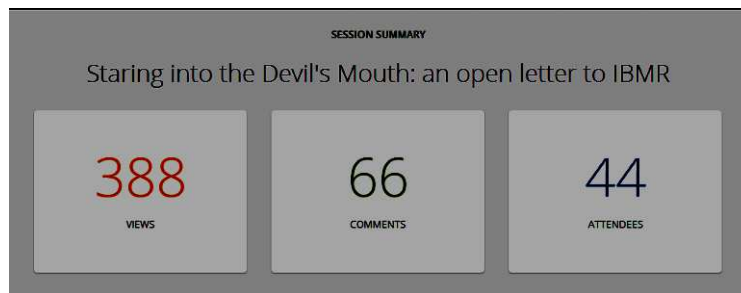 SESSION SUMMARY
Staring into the Devil's Mouth: an open letter to IBMR
388 66 44
VIEWS COMMENTS ATTENDEES